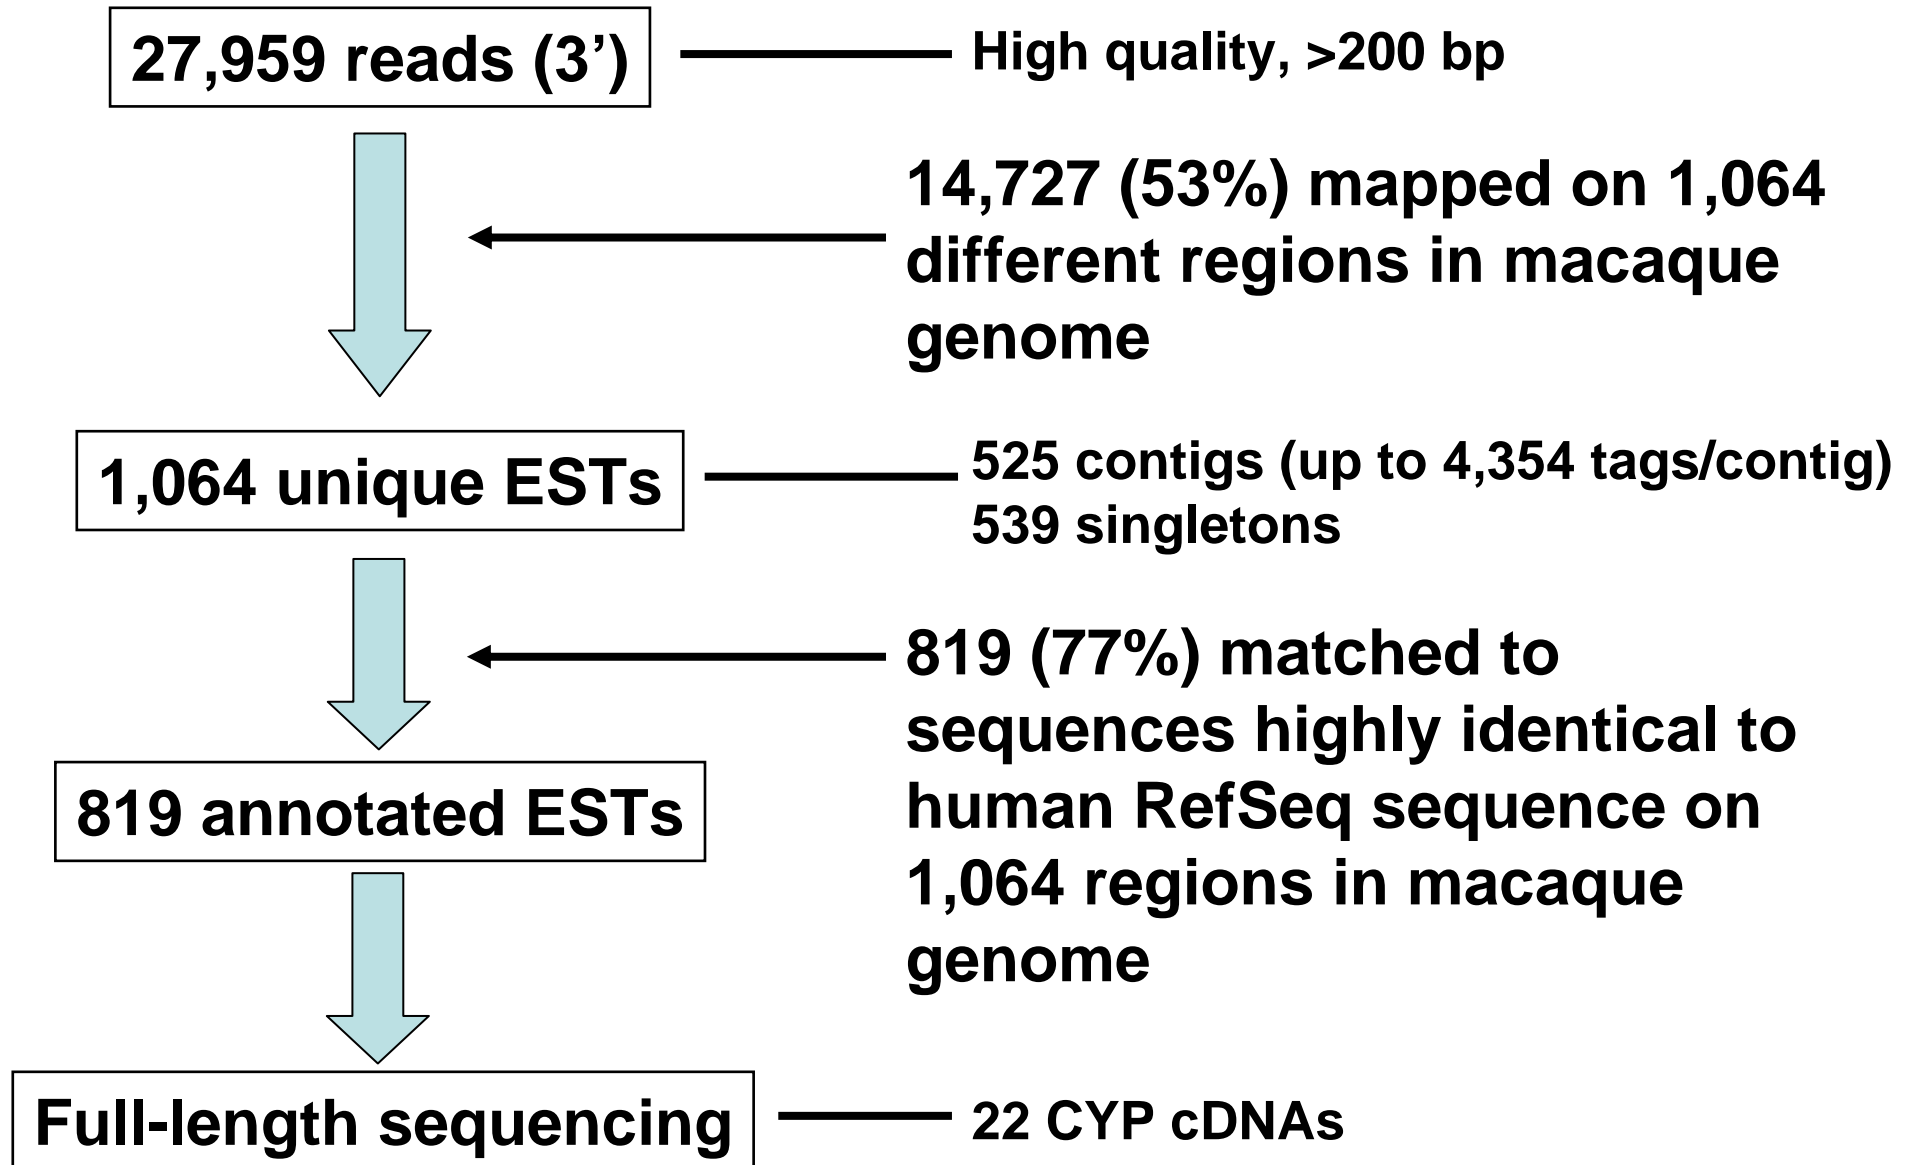 27,959 reads (3’)
High quality, >200 bp
14,727 (53%) mapped on 1,064
different regions in macaque
genome
1,064 unique ESTs
525 contigs (up to 4,354 tags/contig)
539 singletons
819 (77%) matched to
sequences highly identical to
human RefSeq sequence on
1,064 regions in macaque
genome
819 annotated ESTs
Full-length sequencing
22 CYP cDNAs